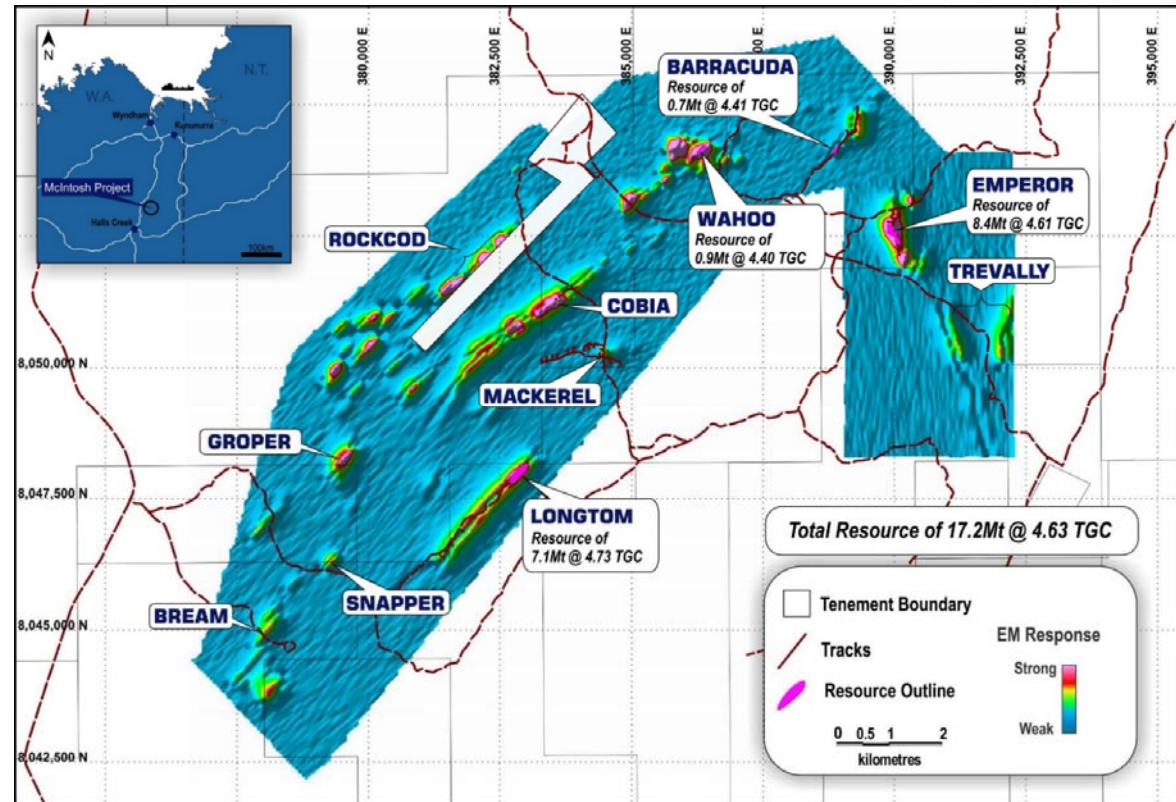 N
W.A.
N.T.
Wyndham
Kununurra
McIntosh Project
Halls Creek
100km
380,000 E
382,500 E
385,000 E
390,000 E
392,500 E
395,000 E
8,050,000 N
8,047,500 N
8,045,000 N
8,042,500 N
BARRACUDA
Resource of
0.7Mt @ 4.41 TGC
EMPEROR
Resource of
8.4Mt @ 4.61 TGC
WAHOO
Resource of
0.9Mt @ 4.40 TGC
ROCKCOD
TREVALLY
COBIA
MACKEREL
GROPER
LONGTOM
Resource of
7.1Mt @ 4.73 TGC
SNAPPER
BREAM
Total Resource of 17.2Mt @ 4.63 TGC
Tenement Boundary
Tracks
Resource Outline
0 0.5 1 2
kilometres
EM Response
Strong
Weak